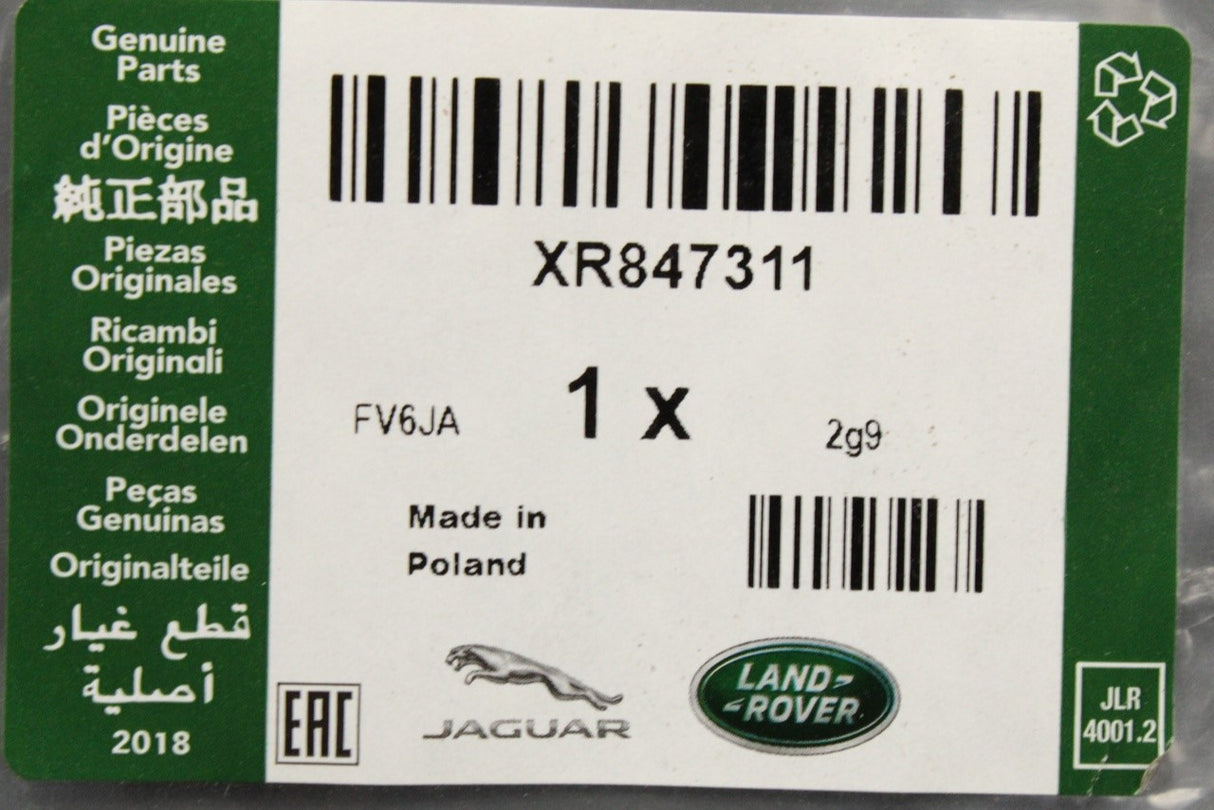 Genuine
Parts
Pièces
d'Origine
純正部品
Piezas
Originales
Ricambi
Originali
Originele
Onderdelen
Peças
Genuinas
Originalteile
قطع غيار
أصلية
2018
XR847311
FV6JA
1 x
2g9
Made in
Poland
EAC
JAGUAR
LAND
ROVER
JLR
4001.2